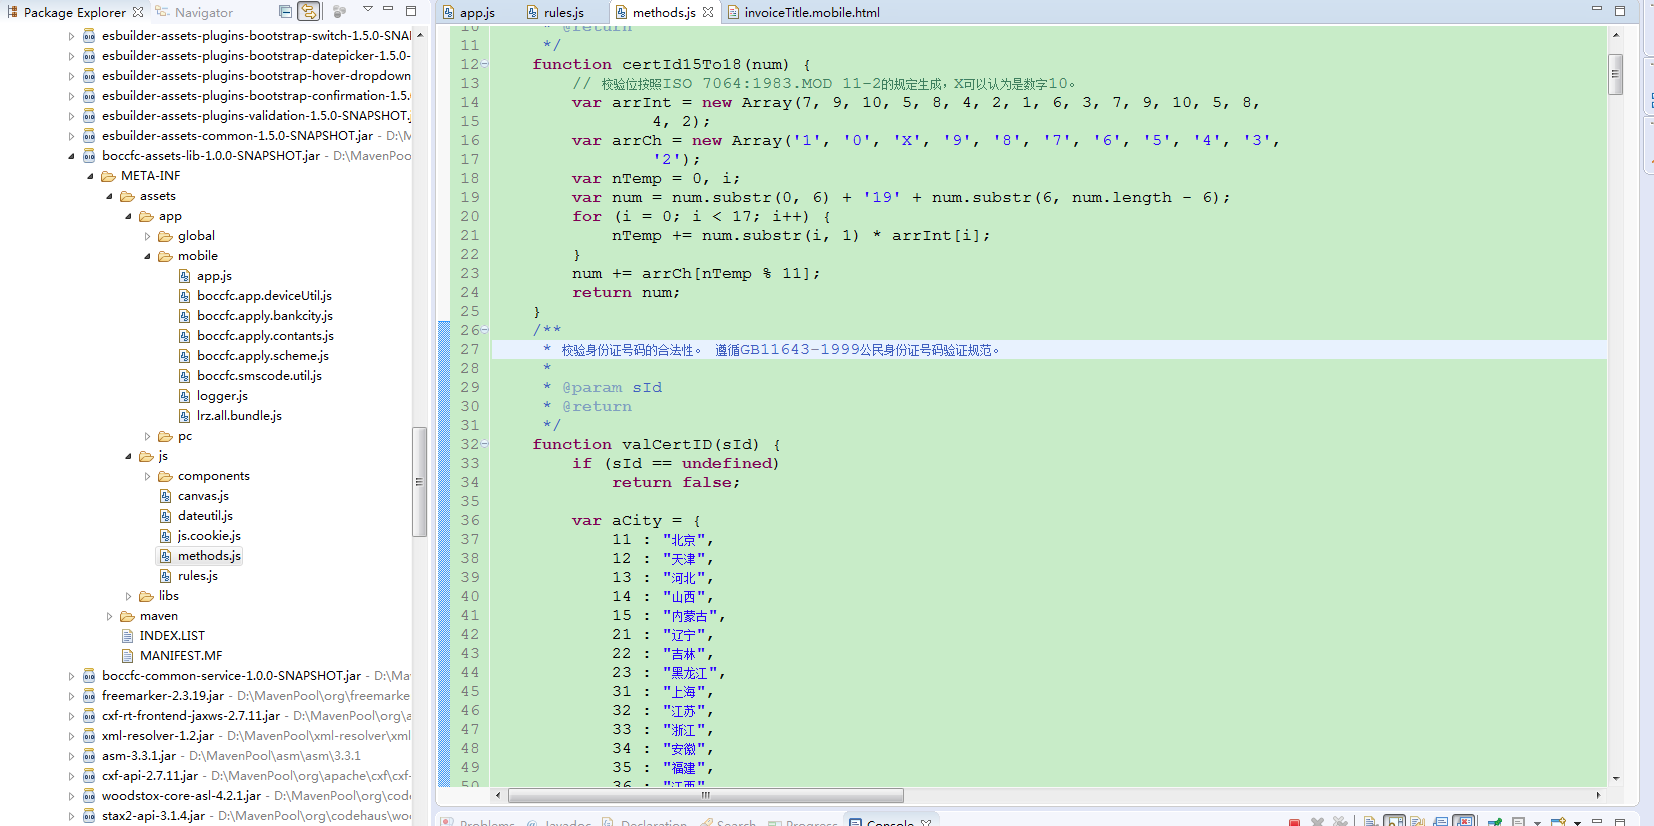 Package Explorer
Navigator
esbuilder-assets-plugins-bootstrap-switch-1.5.0-SNAI
esbuilder-assets-plugins-bootstrap-datepicker-1.5.0-
esbuilder-assets-plugins-bootstrap-hover-dropdown
esbuilder-assets-plugins-bootstrap-confirmation-1.5.
esbuilder-assets-plugins-validation-1.5.0-SNAPSHOT.
esbuilder-assets-common-1.5.0-SNAPSHOT.jar - D:\M
boccfc-assets-lib-1.0.0-SNAPSHOT.jar - D:\MavenPoo
META-INF
assets
app
global
mobile
app.js
boccfc.app.deviceUtil.js
boccfc.apply.bankcity.js
boccfc.apply.contants.js
boccfc.apply.scheme.js
boccfc.smscode.util.js
logger.js
lrz.all.bundle.js
pc
js
components
canvas.js
dateutil.js
js.cookie.js
methods.js
rules.js
libs
maven
INDEX.LIST
MANIFEST.MF
boccfc-common-service-1.0.0-SNAPSHOT.jar - D:\Ma
freemarker-2.3.19.jar - D:\MavenPool\org\freemarke
cxf-rt-frontend-jaxws-2.7.11.jar - D:\MavenPool\org\a
xml-resolver-1.2.jar - D:\MavenPool\xml-resolver\xml
asm-3.3.1.jar - D:\MavenPool\asm\asm\3.3.1
cxf-api-2.7.11.jar - D:\MavenPool\org\apache\cxf\cxf-
woodstox-core-asl-4.2.1.jar - D:\MavenPool\org\code
stax2-api-3.1.4.jar - D:\MavenPool\org\codehaus\wo
app.js
rules.js
methods.js
invoiceTitle.mobile.html
10 * @return
11 */
12 function certId15To18(num) {
13 // 校验位按照ISO 7064:1983.MOD 11-2的规定生成，X可以认为是数字10。
14 var arrInt = new Array(7, 9, 10, 5, 8, 4, 2, 1, 6, 3, 7, 9, 10, 5, 8,
15 4, 2);
16 var arrCh = new Array('1', '0', 'X', '9', '8', '7', '6', '5', '4', '3',
17 '2');
18 var nTemp = 0, i;
19 var num = num.substr(0, 6) + '19' + num.substr(6, num.length - 6);
20 for (i = 0; i < 17; i++) {
21 nTemp += num.substr(i, 1) * arrInt[i];
22 }
23 num += arrCh[nTemp % 11];
24 return num;
25 }
26 /**
27 * 校验身份证号码的合法性。 遵循GB11643-1999公民身份证号码验证规范。
28 *
29 * @param sId
30 * @return
31 */
32 function valCertID(sId) {
33 if (sId == undefined)
34 return false;
35
36 var aCity = {
37 11 : "北京",
38 12 : "天津",
39 13 : "河北",
40 14 : "山西",
41 15 : "内蒙古",
42 21 : "辽宁",
43 22 : "吉林",
44 23 : "黑龙江",
45 31 : "上海",
46 32 : "江苏",
47 33 : "浙江",
48 34 : "安徽",
49 35 : "福建",
50 36 : "江西"
Problems
Javadoc
Declaration
Search
Progress
Console